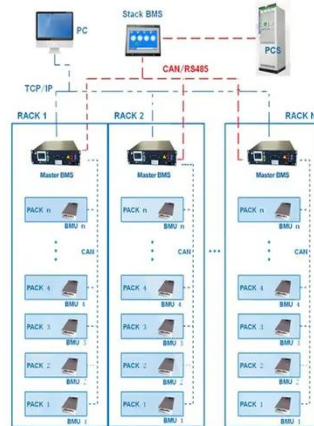 PC
Stack BMS
PCS
CAN/RS485
TCP/IP
RACK 1
RACK 2
RACK N
Master BMS
Master BMS
Master BMS
PACK n
BMU n
PACK n
BMU n
PACK n
BMU n
CAN
CAN
CAN
PACK 4
BMU 4
PACK 4
BMU 4
PACK 4
BMU 4
PACK 3
BMU 3
PACK 3
BMU 3
PACK 3
BMU 3
PACK 2
BMU 2
PACK 2
BMU 2
PACK 2
BMU 2
PACK 1
BMU 1
PACK 1
BMU 1
PACK 1
BMU 1